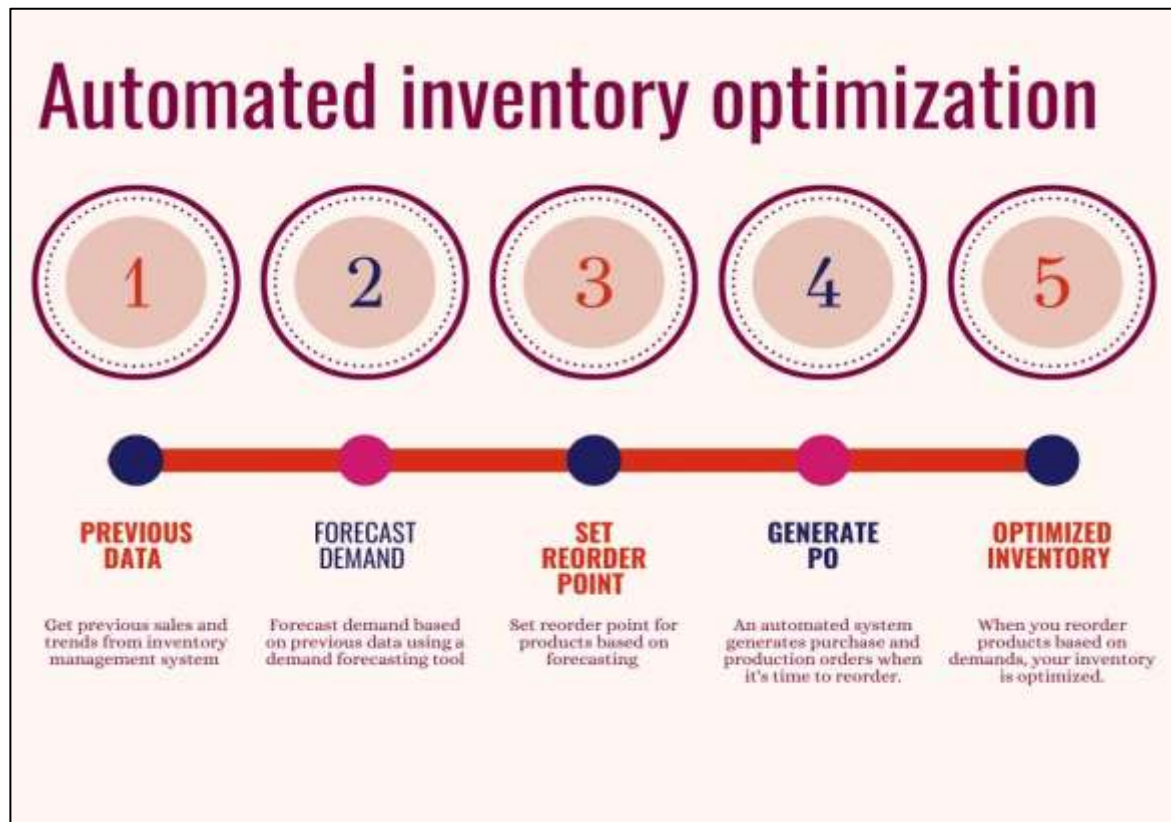 Automated inventory optimization
1
2
3
4
5
PREVIOUS
DATA
Get previous sales and
trends from inventory
management system
FORECAST
DEMAND
Forecast demand based
on previous data using a
demand forecasting tool
SET
REORDER
POINT
Set reorder point for
products based on
forecasting
GENERATE
PO
An automated system
generates purchase and
production orders when
it's time to reorder.
OPTIMIZED
INVENTORY
When you reorder
products based on
demands, your inventory
is optimized.